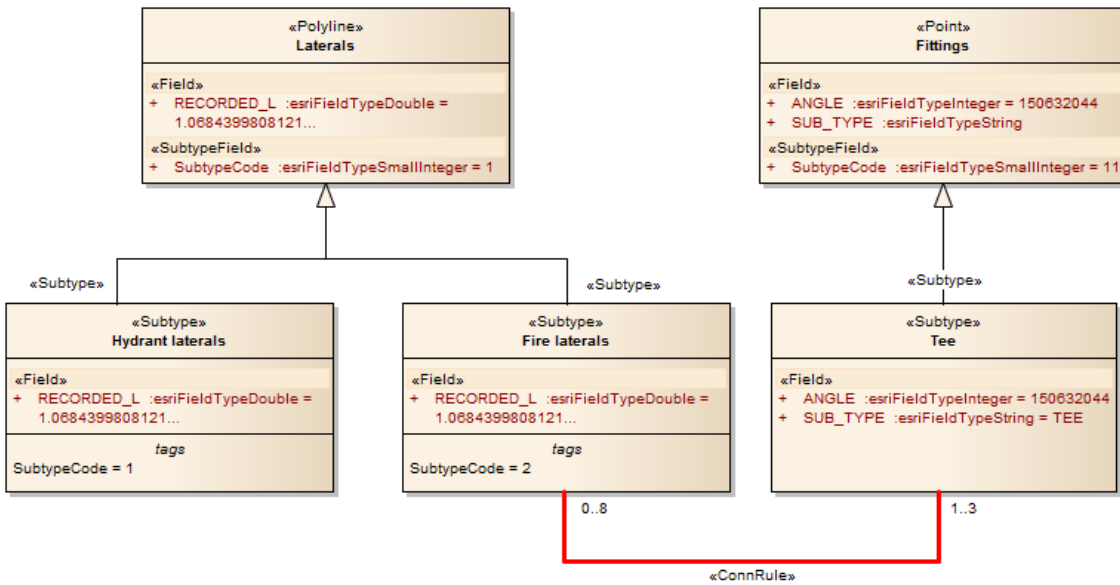 «Polyline»
Laterals
«Field»
+ RECORDED_L :esriFieldTypeDouble =
1.0684399808121...
«SubtypeField»
+ SubtypeCode :esriFieldTypeSmallInteger = 1
«Point»
Fittings
«Field»
+ ANGLE :esriFieldTypeInteger = 150632044
+ SUB_TYPE :esriFieldTypeString
«SubtypeField»
+ SubtypeCode :esriFieldTypeSmallInteger = 11
«Subtype»
«Subtype»
«Subtype»
«Subtype»
Hydrant laterals
«Field»
+ RECORDED_L :esriFieldTypeDouble =
1.0684399808121...
tags
SubtypeCode = 1
«Subtype»
Fire laterals
«Field»
+ RECORDED_L :esriFieldTypeDouble =
1.0684399808121...
tags
SubtypeCode = 2
«Subtype»
Tee
«Field»
+ ANGLE :esriFieldTypeInteger = 150632044
+ SUB_TYPE :esriFieldTypeString = TEE
0..8
1..3
«ConnRule»